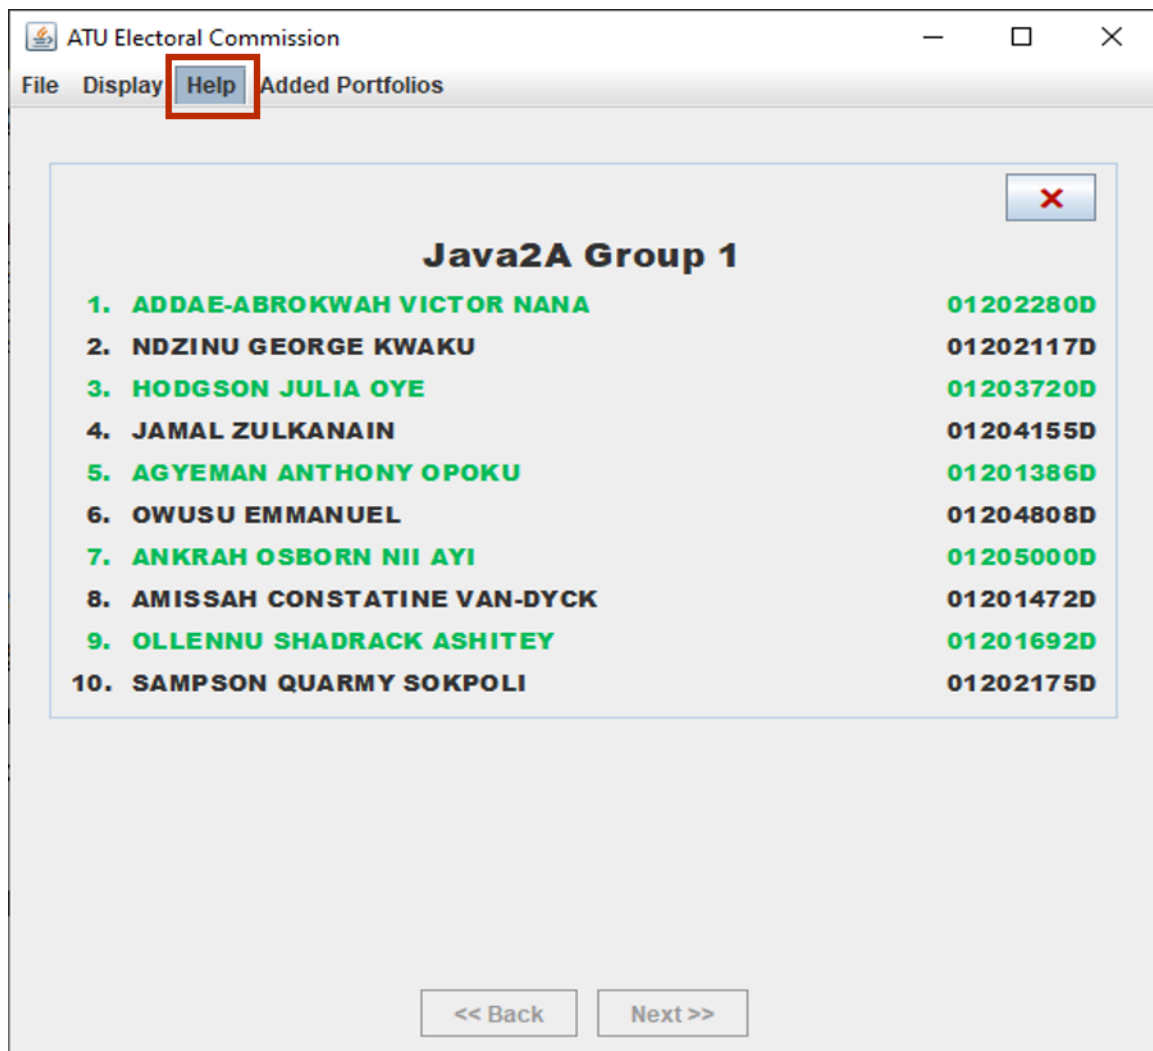 ATU Electoral Commission
File Display Help Added Portfolios
Java2A Group 1
1. ADDAE-ABROKWAH VICTOR NANA 01202280D
2. NDZINU GEORGE KWAKU 01202117D
3. HODGSON JULIA OYE 01203720D
4. JAMAL ZULKANAIN 01204155D
5. AGYEMAN ANTHONY OPOKU 01201386D
6. OWUSU EMMANUEL 01204808D
7. ANKRAH OSBORN NII AYI 01205000D
8. AMISSAH CONSTATINE VAN-DYCK 01201472D
9. OLLENNU SHADRACK ASHITEY 01201692D
10. SAMPSON QUARMY SOKPOLI 01202175D
<< Back Next >>